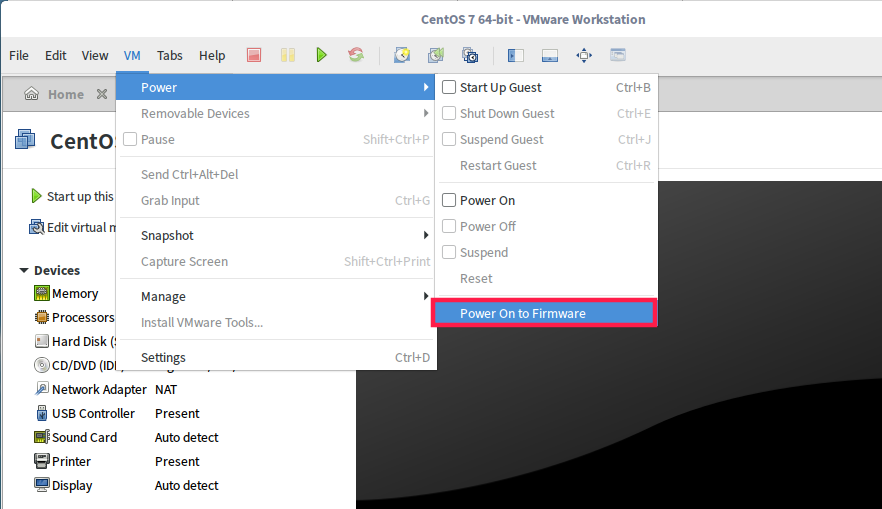 CentOS 7 64-bit - VMware Workstation
File Edit View VM Tabs Help
Home
CentOS
Power
Removable Devices
Pause Shift+Ctrl+P
Send Ctrl+Alt+Del
Grab Input Ctrl+G
Snapshot
Capture Screen Shift+Ctrl+Print
Manage
Install VMware Tools...
Settings Ctrl+D
Start Up Guest Ctrl+B
Shut Down Guest Ctrl+E
Suspend Guest Ctrl+J
Restart Guest Ctrl+R
Power On
Power Off
Suspend
Reset
Power On to Firmware
Start up this
Edit virtual m
Devices
Memory
Processors
Hard Disk (S
CD/DVD (IDE
Network Adapter NAT
USB Controller Present
Sound Card Auto detect
Printer Present
Display Auto detect